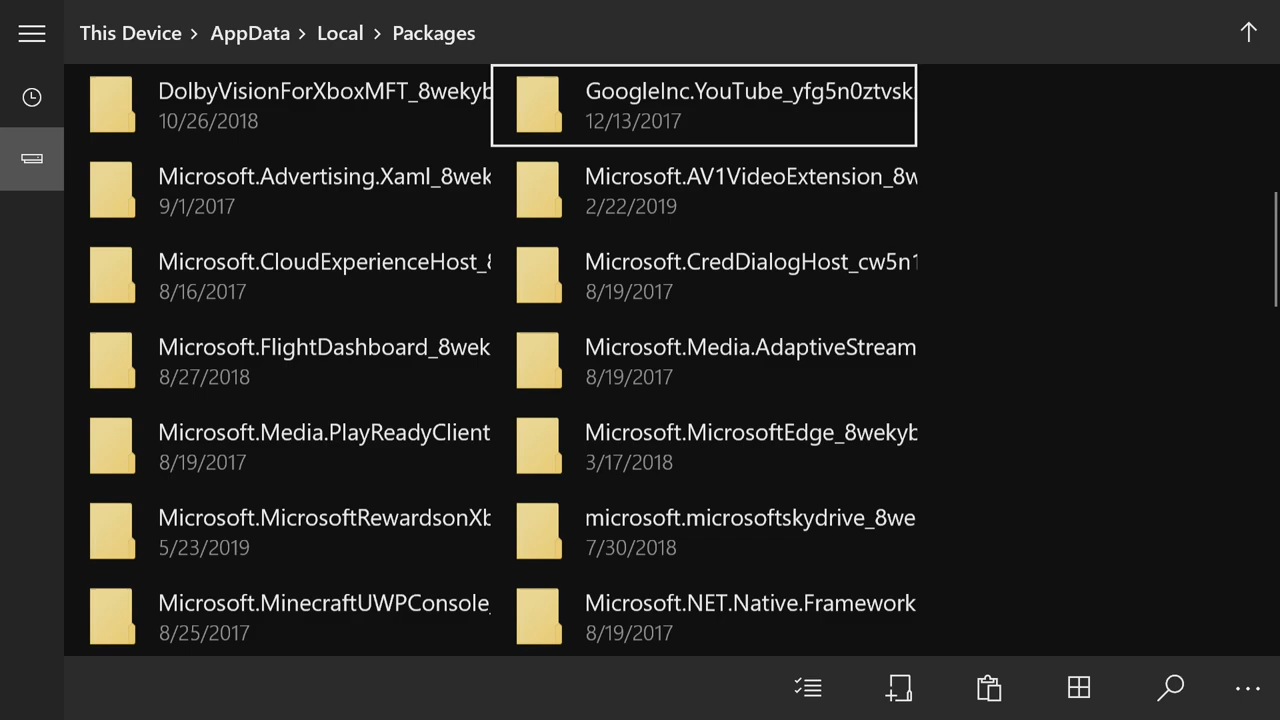 This Device > AppData > Local > Packages
DolbyVisionForXboxMFT_8wekyb
10/26/2018
GoogleInc.YouTube_yfg5n0ztvsk
12/13/2017
Microsoft.Advertising.Xaml_8wek
9/1/2017
Microsoft.AV1VideoExtension_8w
2/22/2019
Microsoft.CloudExperienceHost_8
8/16/2017
Microsoft.CredDialogHost_cw5n1
8/19/2017
Microsoft.FlightDashboard_8wek
8/27/2018
Microsoft.Media.AdaptiveStream
8/19/2017
Microsoft.Media.PlayReadyClient
8/19/2017
Microsoft.MicrosoftEdge_8wekyb
3/17/2018
Microsoft.MicrosoftRewardsonXb
5/23/2019
microsoft.microsoftskydrive_8we
7/30/2018
Microsoft.MinecraftUWPConsole_
8/25/2017
Microsoft.NET.Native.Framework
8/19/2017